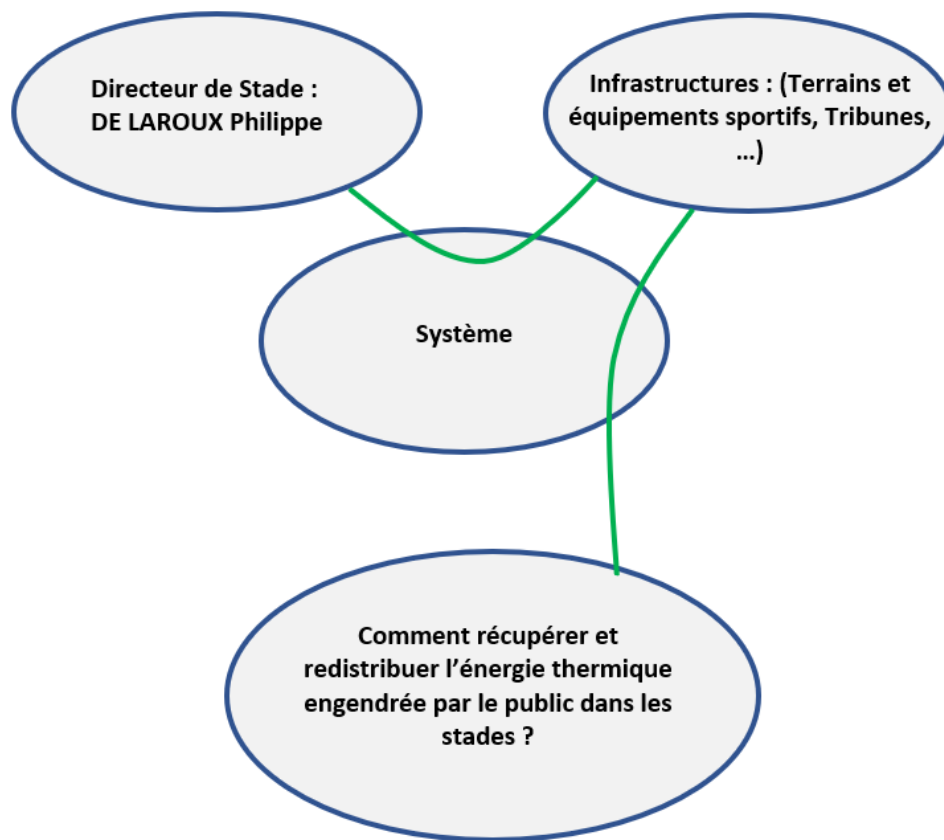 Directeur de Stade :
DE LAROUX Philippe
Infrastructures : (Terrains et
équipements sportifs, Tribunes,
…)
Système
Comment récupérer et
redistribuer l’énergie thermique
engendrée par le public dans les
stades ?